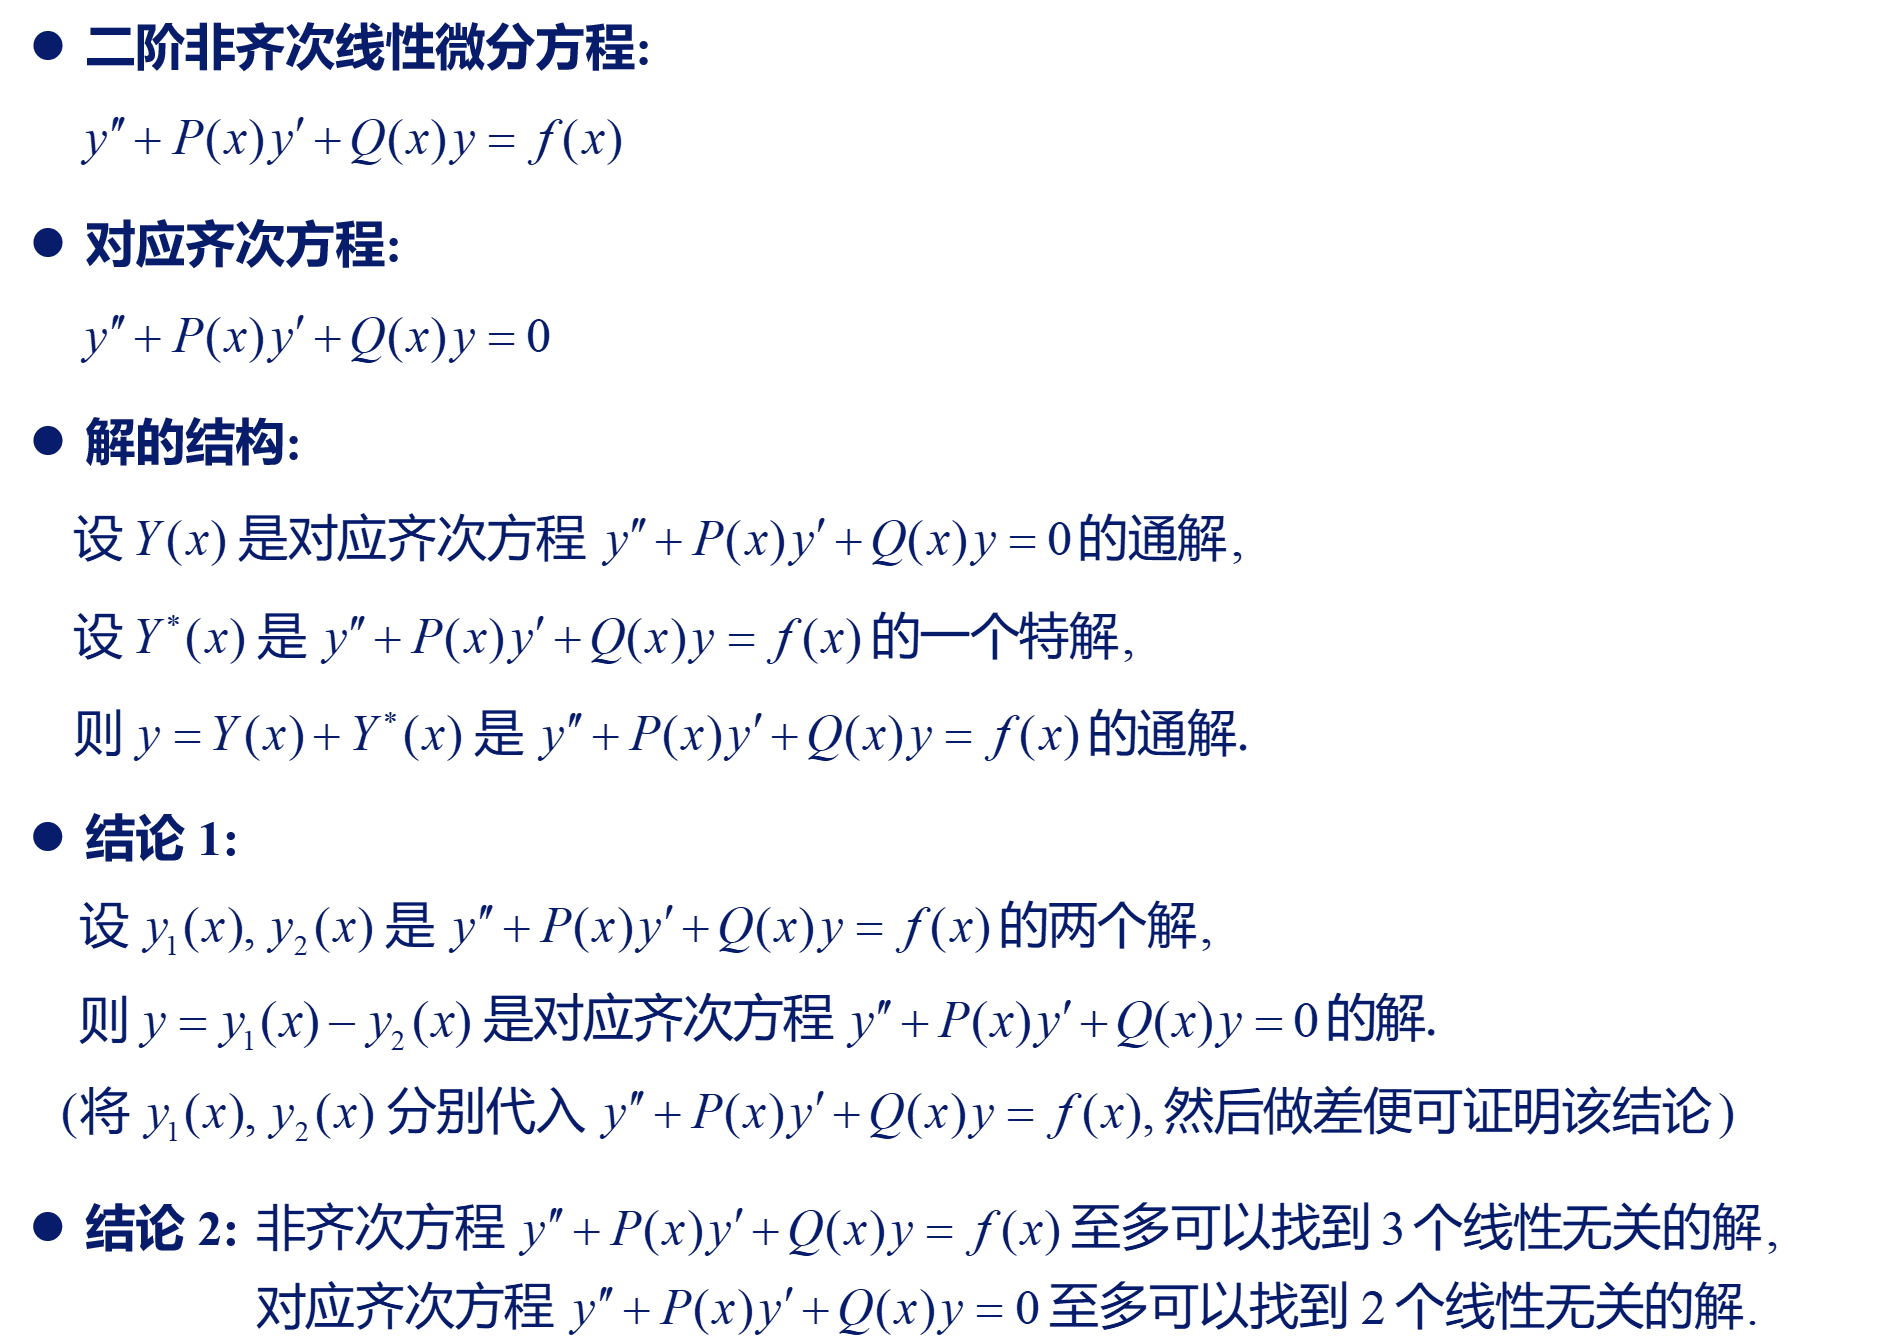 ● 二阶非齐次线性微分方程:
y″ + P(x)y′ + Q(x)y = f(x)
● 对应齐次方程:
y″ + P(x)y′ + Q(x)y = 0
● 解的结构:
设 Y(x) 是对应齐次方程 y″ + P(x)y′ + Q(x)y = 0 的通解,
设 Y*(x) 是 y″ + P(x)y′ + Q(x)y = f(x) 的一个特解,
则 y = Y(x) + Y*(x) 是 y″ + P(x)y′ + Q(x)y = f(x) 的通解.
● 结论 1:
设 y₁(x), y₂(x) 是 y″ + P(x)y′ + Q(x)y = f(x) 的两个解,
则 y = y₁(x) − y₂(x) 是对应齐次方程 y″ + P(x)y′ + Q(x)y = 0 的解.
(将 y₁(x), y₂(x) 分别代入 y″ + P(x)y′ + Q(x)y = f(x), 然后做差便可证明该结论)
● 结论 2: 非齐次方程 y″ + P(x)y′ + Q(x)y = f(x) 至多可以找到 3 个线性无关的解,
对应齐次方程 y″ + P(x)y′ + Q(x)y = 0 至多可以找到 2 个线性无关的解.